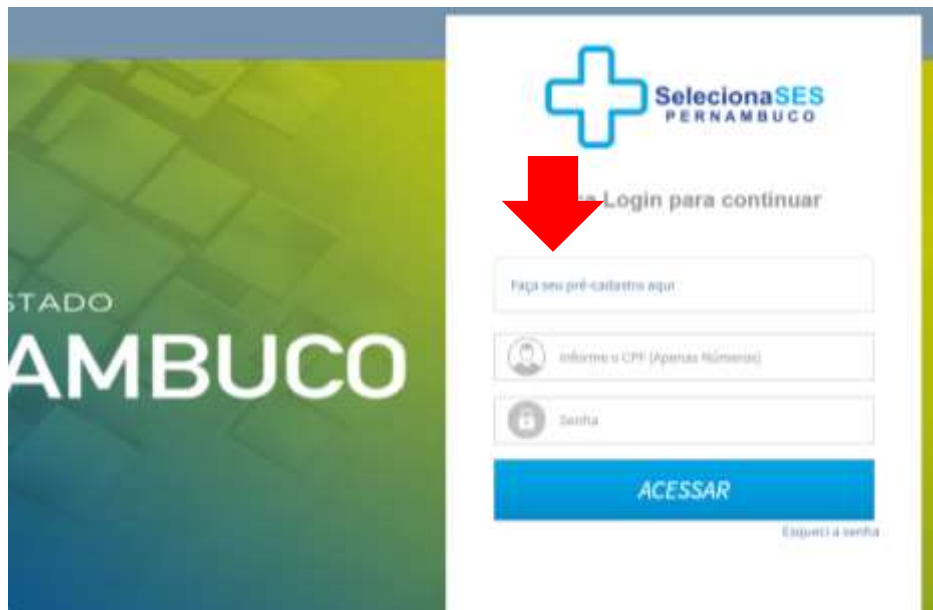 SelecionaSES
PERNAMBUCO
Login para continuar
Faça seu pré-cadastro aqui
STADO
AMBUCO
Informe o CPF (Apenas Números)
Senha
ACESSAR
Esqueci a senha